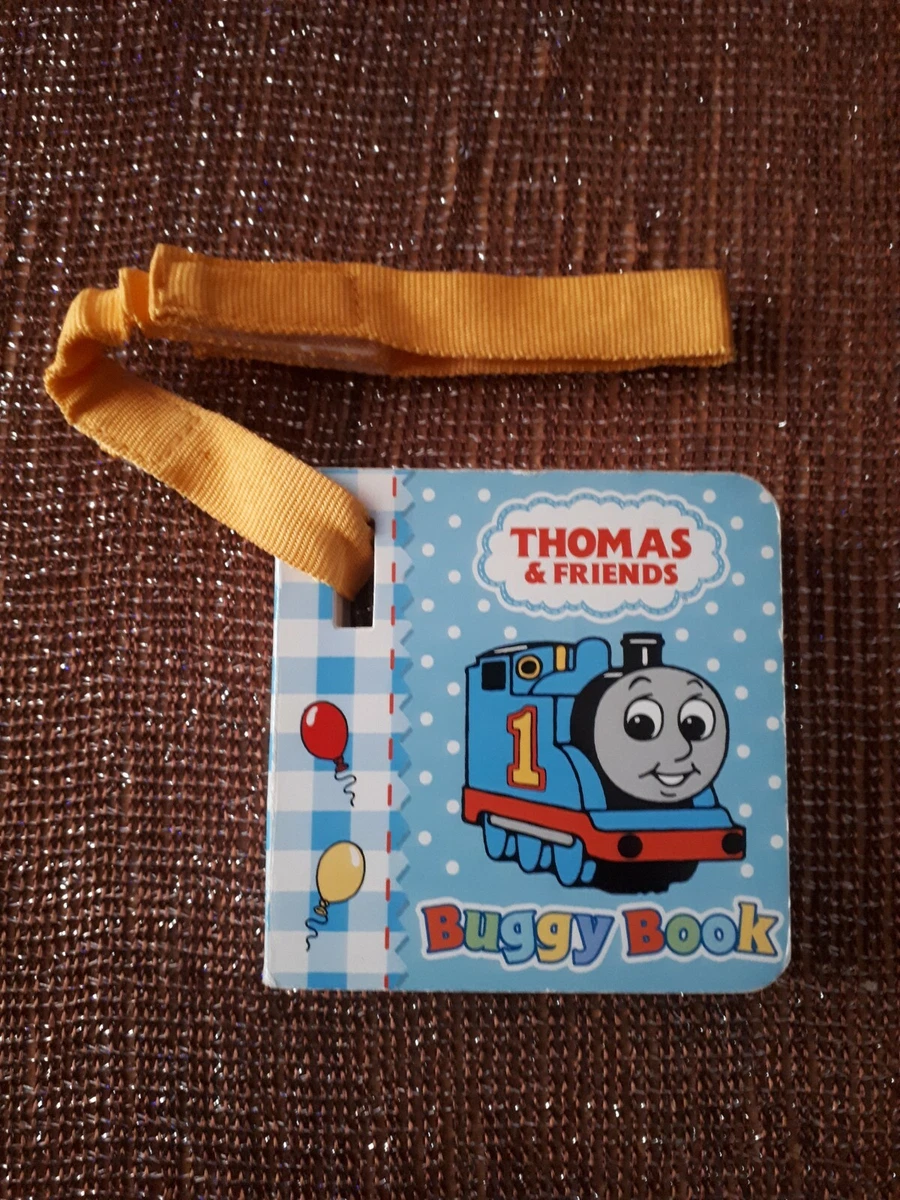 THOMAS
& FRIENDS
1
Buggy Book